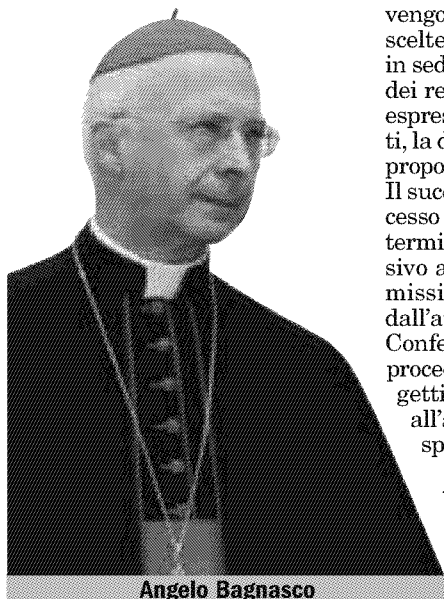 vengo
scelte
in sed
dei re
espres
ti, la d
propo
Il suc
cesso
termi
sivo a
missi
dall'a
Confe
proce
getti
all'a
sp
Angelo Bagnasco